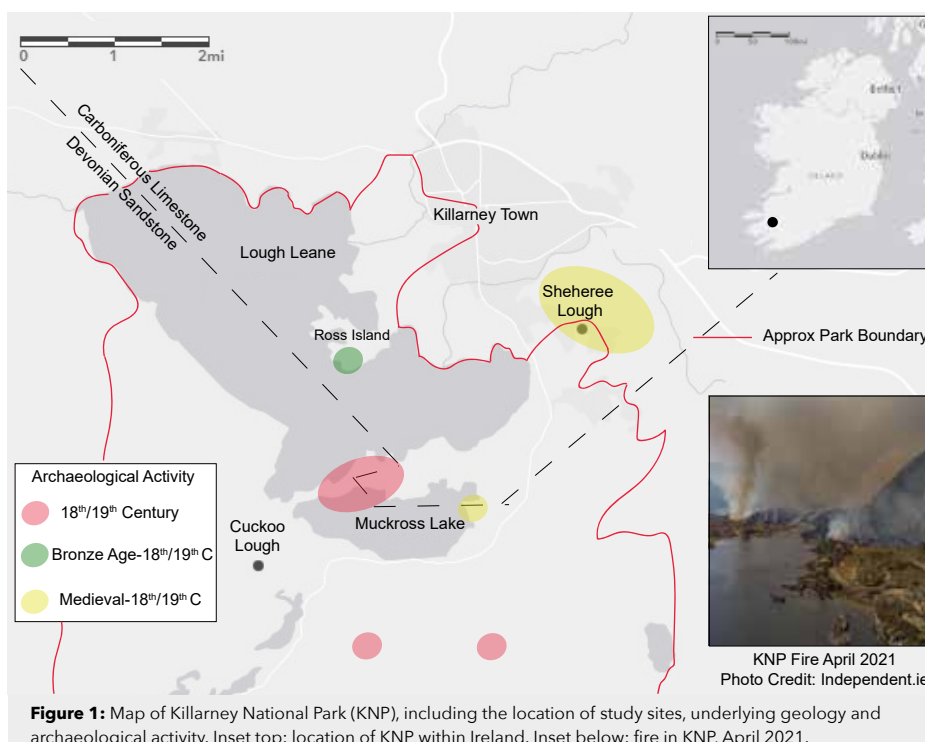 0 1 2mi
Carboniferous Limestone
Devonian Sandstone
Lough Leane
Killarney Town
Ross Island
Sheheree
Lough
Approx Park Boundary
Belfast
Dublin
Archaeological Activity
18th/19th Century
Bronze Age-18th/19th C
Medieval-18th/19th C
Cuckoo
Lough
Muckross Lake
KNP Fire April 2021
Photo Credit: Independent.ie
Figure 1: Map of Killarney National Park (KNP), including the location of study sites, underlying geology and
archaeological activity. Inset top: location of KNP within Ireland. Inset below: fire in KNP, April 2021.